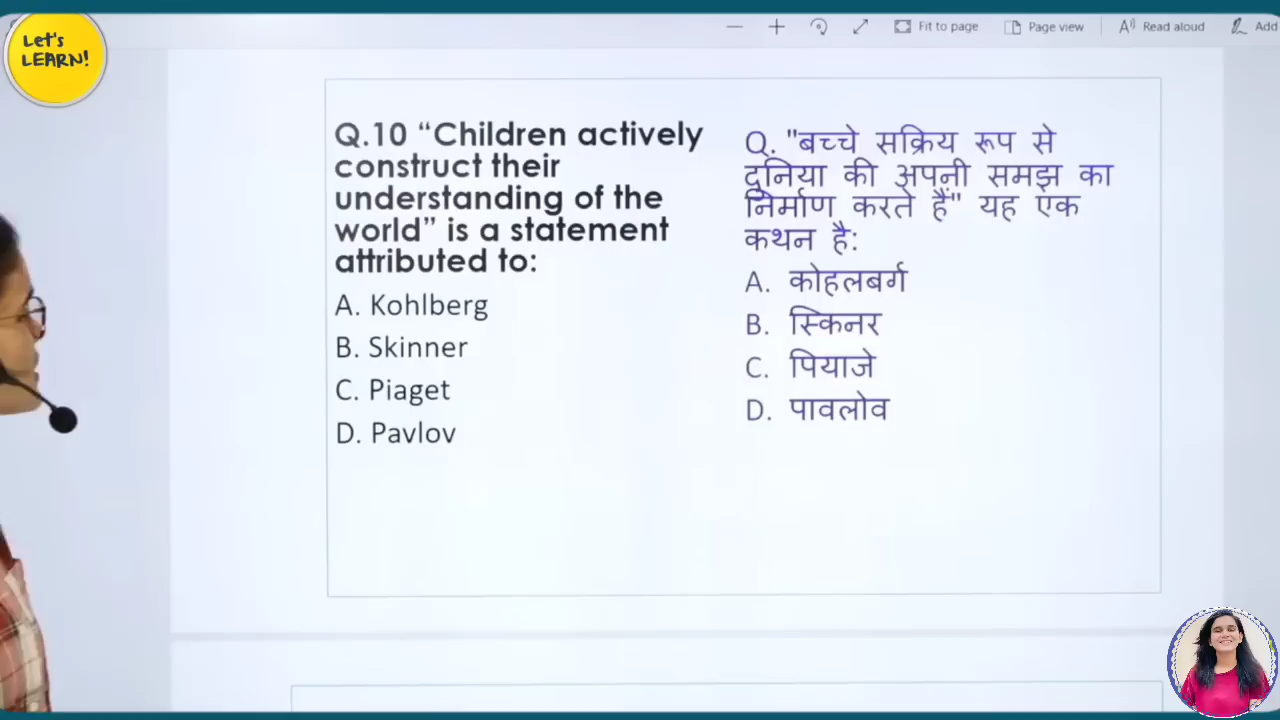 Let's
LEARN!
Fit to page
Page view
Read aloud
Add
Q.10 “Children actively
construct their
understanding of the
world” is a statement
attributed to:
A. Kohlberg
B. Skinner
C. Piaget
D. Pavlov
Q. "बच्चे सक्रिय रूप से
दुनिया की अपनी समझ का
निर्माण करते हैं" यह एक
कथन है:
A. कोहलबर्ग
B. स्किनर
C. पियाजे
D. पावलोव